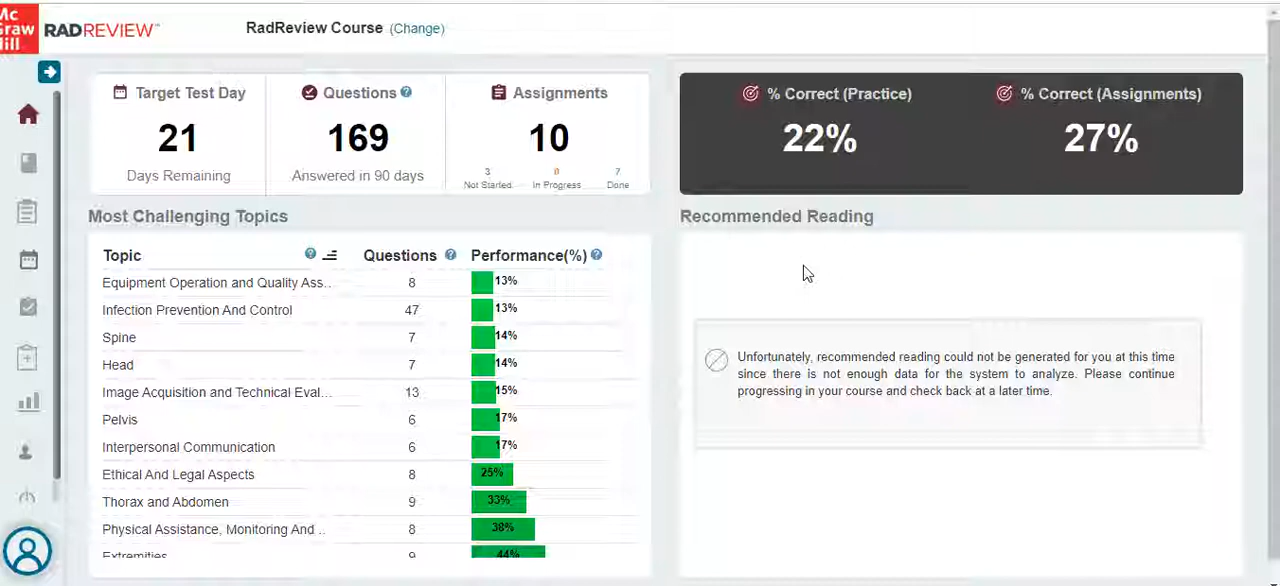 Mc
Graw
Hill
RADREVIEW™
RadReview Course (Change)
Target Test Day
21
Days Remaining
Questions ?
169
Answered in 90 days
Assignments
10
3
Not Started
0
In Progress
7
Done
% Correct (Practice)
22%
% Correct (Assignments)
27%
Most Challenging Topics
Topic ? Questions ? Performance(%) ?
Equipment Operation and Quality Ass.. 8 13%
Infection Prevention And Control 47 13%
Spine 7 14%
Head 7 14%
Image Acquisition and Technical Eval... 13 15%
Pelvis 6 17%
Interpersonal Communication 6 17%
Ethical And Legal Aspects 8 25%
Thorax and Abdomen 9 33%
Physical Assistance, Monitoring And .. 8 38%
Extremities 9 44%
Recommended Reading
Unfortunately, recommended reading could not be generated for you at this time
since there is not enough data for the system to analyze. Please continue
progressing in your course and check back at a later time.